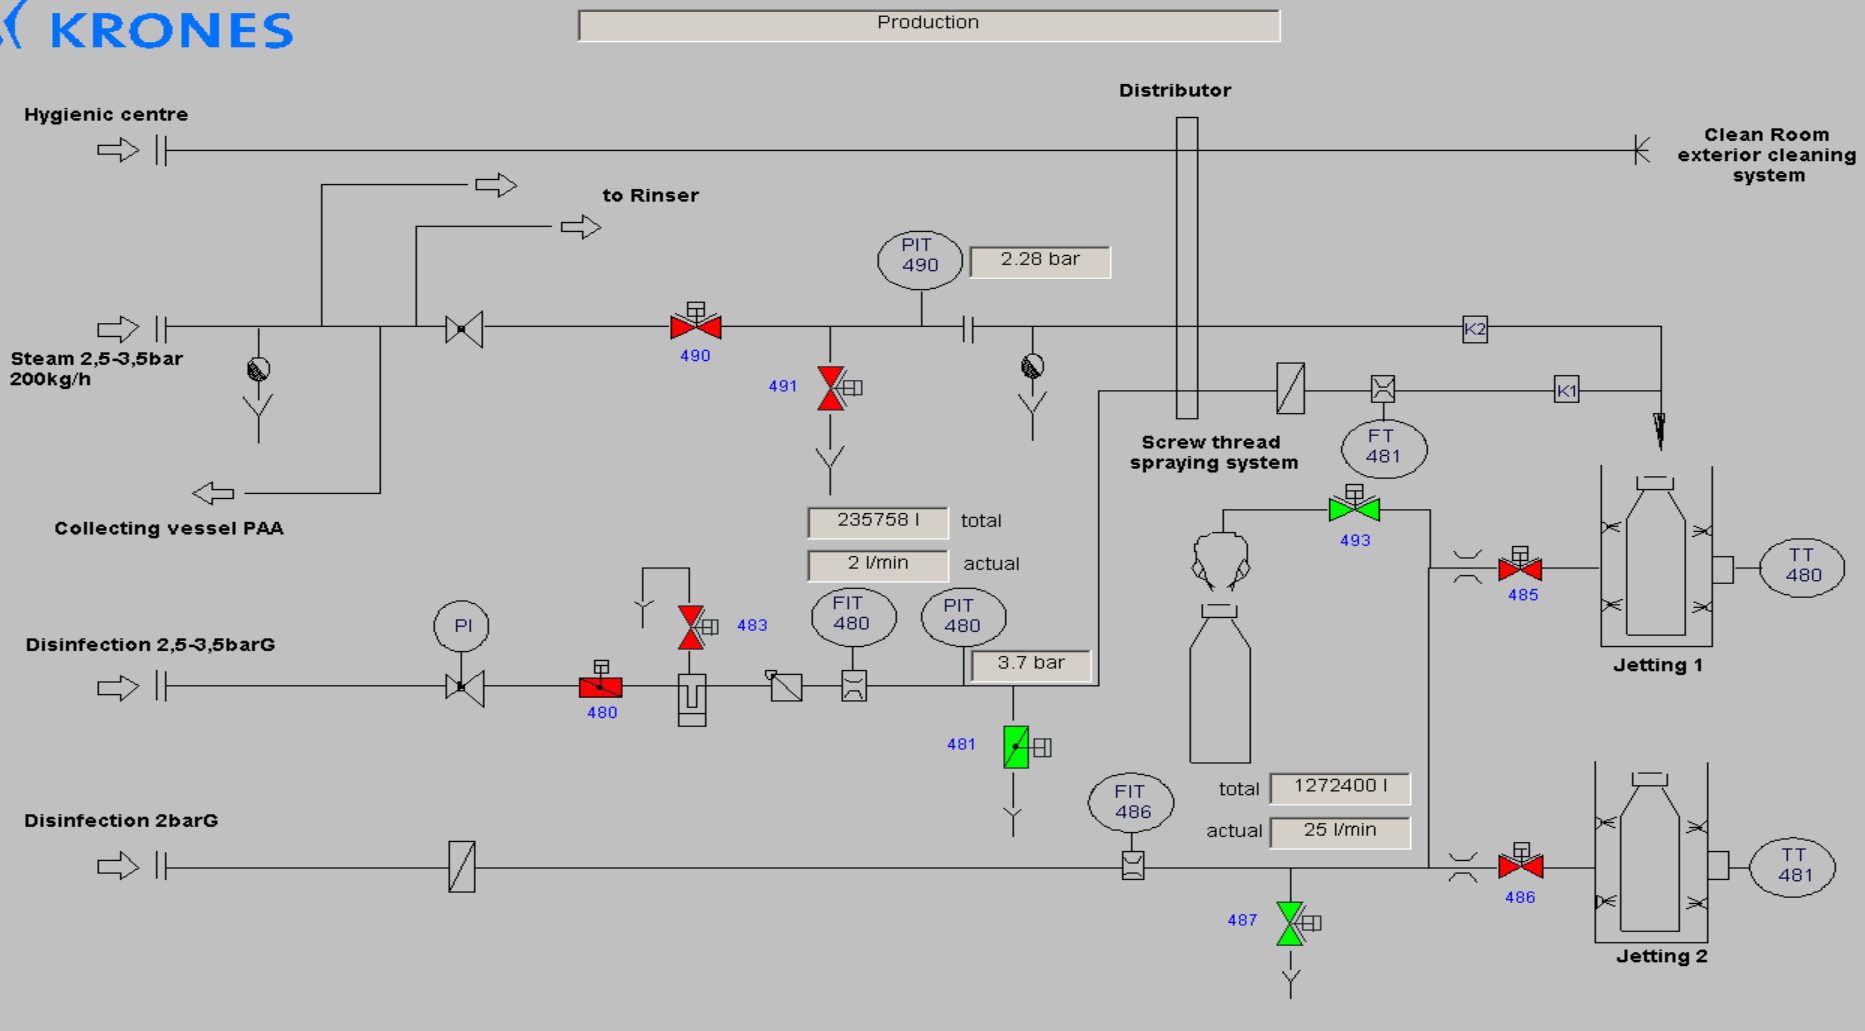 KRONES
Production
Distributor
Hygienic centre
Clean Room
exterior cleaning
system
to Rinser
PIT
490
2.28 bar
Steam 2,5-3,5bar
200kg/h
490
491
K2
K1
Screw thread
spraying system
FT
481
Collecting vessel PAA
235758 l
total
2 l/min
actual
493
485
TT
480
Jetting 1
Disinfection 2,5-3,5barG
PI
483
FIT
480
PIT
480
3.7 bar
480
481
Disinfection 2barG
FIT
486
total
1272400 l
actual
25 l/min
487
486
TT
481
Jetting 2